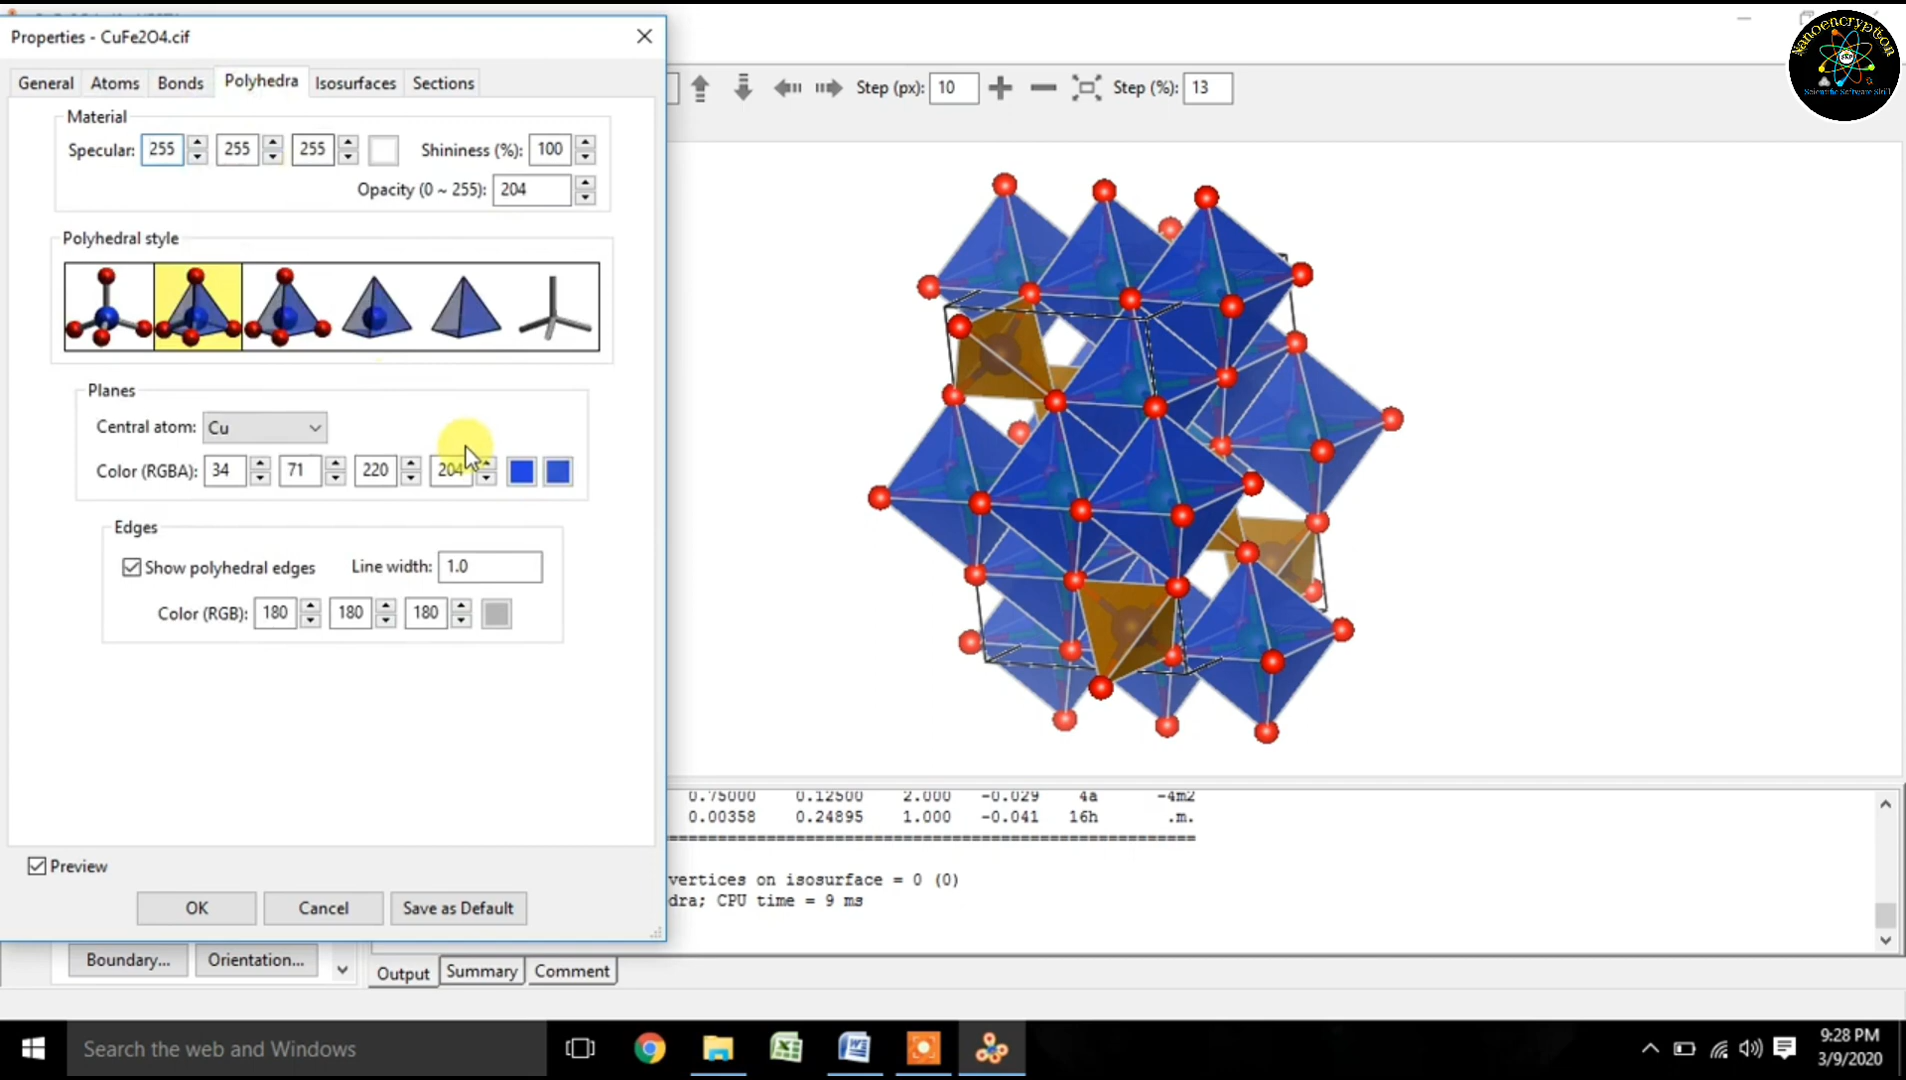 Properties - CuFe2O4.cif
General Atoms Bonds Polyhedra Isosurfaces Sections
Step (px): 10 Step (%): 13
Nanoencryption
Scientific Software Skill
Material
Specular: 255 255 255 Shininess (%): 100
Opacity (0 ~ 255): 204
Polyhedral style
Planes
Central atom: Cu
Color (RGBA): 34 71 220 204
Edges
Show polyhedral edges Line width: 1.0
Color (RGB): 180 180 180
0.75000 0.12500 2.000 -0.029 4a -4m2
0.00358 0.24895 1.000 -0.041 16h .m.
==================================================
vertices on isosurface = 0 (0)
dra; CPU time = 9 ms
Preview
OK Cancel Save as Default
Boundary... Orientation...
Output Summary Comment
Search the web and Windows
9:28 PM
3/9/2020